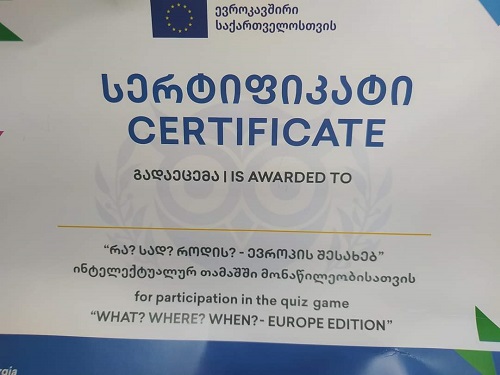 ევროკავშირი
საქართველოსთვის
სერტიფიკატი
CERTIFICATE
გადაეცემა | IS AWARDED TO
“რა? სად? როდის? - ევროპის შესახებ”
ინტელექტუალურ თამაშში მონაწილეობისათვის
for participation in the quiz game
“WHAT? WHERE? WHEN?- EUROPE EDITION”